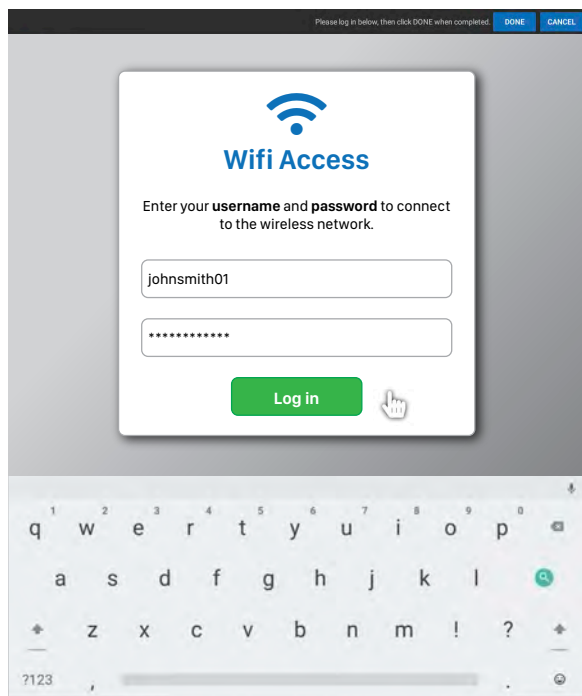 Please log in below, then click DONE when completed. DONE CANCEL
Wifi Access
Enter your username and password to connect
to the wireless network.
johnsmith01
************
Log in
1 2 3 4 5 6 7 8 9 0
q w e r t y u i o p
a s d f g h j k l
z x c v b n m ! ?
?123 , .